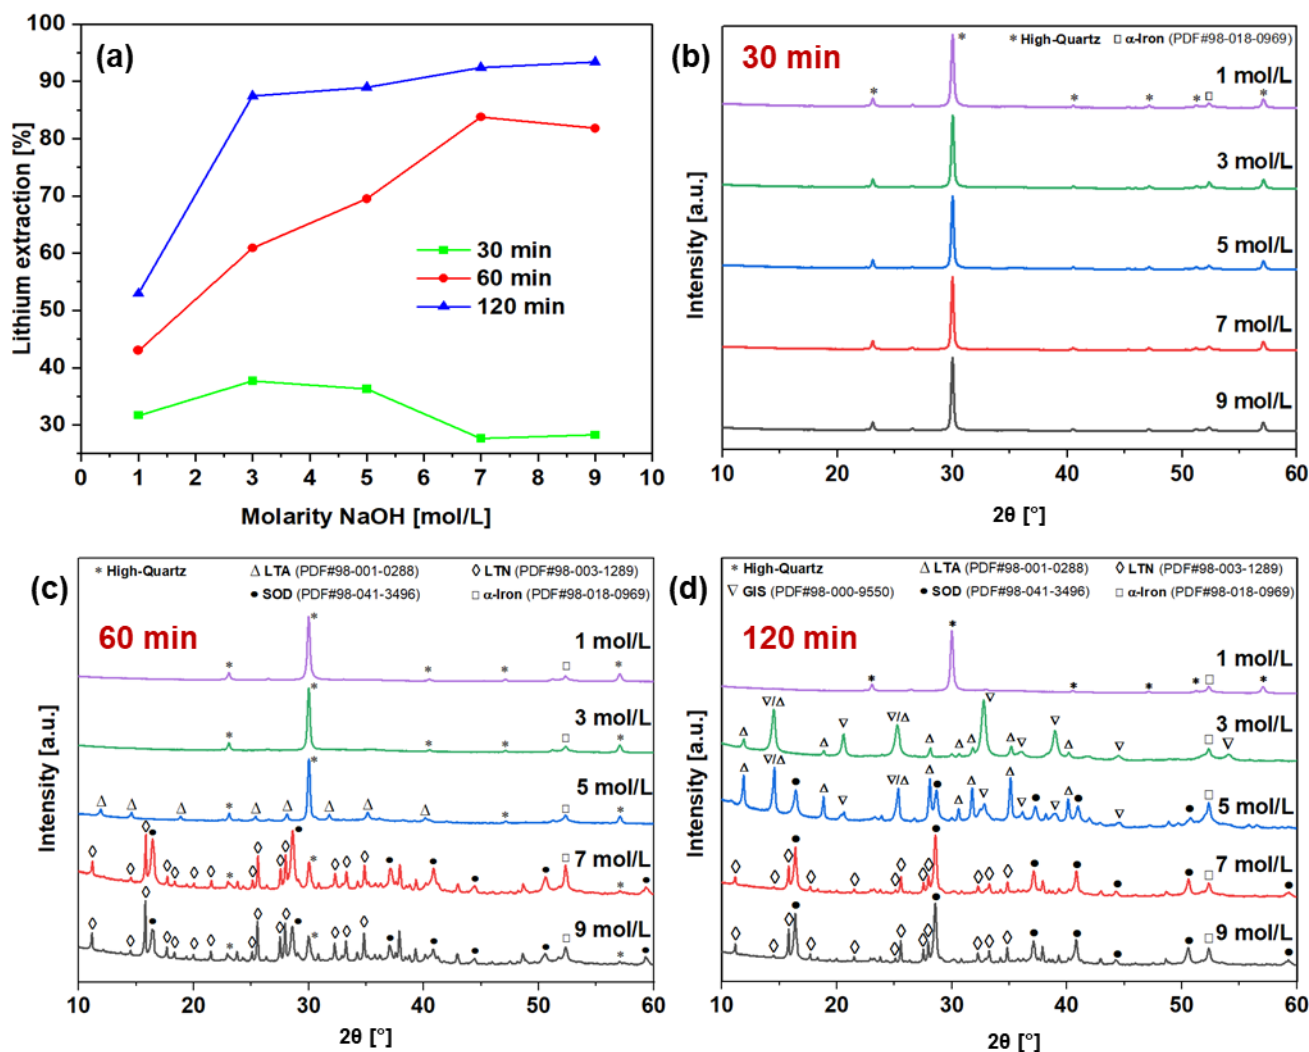 (a)
Lithium extraction [%]
100
90
80
70
60
50
40
30
30 min
60 min
120 min
0 1 2 3 4 5 6 7 8 9 10
Molarity NaOH [mol/L]
(b)
30 min
* High-Quartz □ α-Iron (PDF#98-018-0969)
Intensity [a.u.]
1 mol/L
3 mol/L
5 mol/L
7 mol/L
9 mol/L
10 20 30 40 50 60
2θ [°]
(c)
* High-Quartz △ LTA (PDF#98-001-0288) ◊ LTN (PDF#98-003-1289)
● SOD (PDF#98-041-3496) □ α-Iron (PDF#98-018-0969)
60 min
Intensity [a.u.]
1 mol/L
3 mol/L
5 mol/L
7 mol/L
9 mol/L
10 20 30 40 50 60
2θ [°]
(d)
* High-Quartz △ LTA (PDF#98-001-0288) ◊ LTN (PDF#98-003-1289)
▽ GIS (PDF#98-000-9550) ● SOD (PDF#98-041-3496) □ α-Iron (PDF#98-018-0969)
120 min
Intensity [a.u.]
1 mol/L
▽/△ ▽/△
3 mol/L
▽/△ ▽/△
5 mol/L
7 mol/L
9 mol/L
10 20 30 40 50 60
2θ [°]